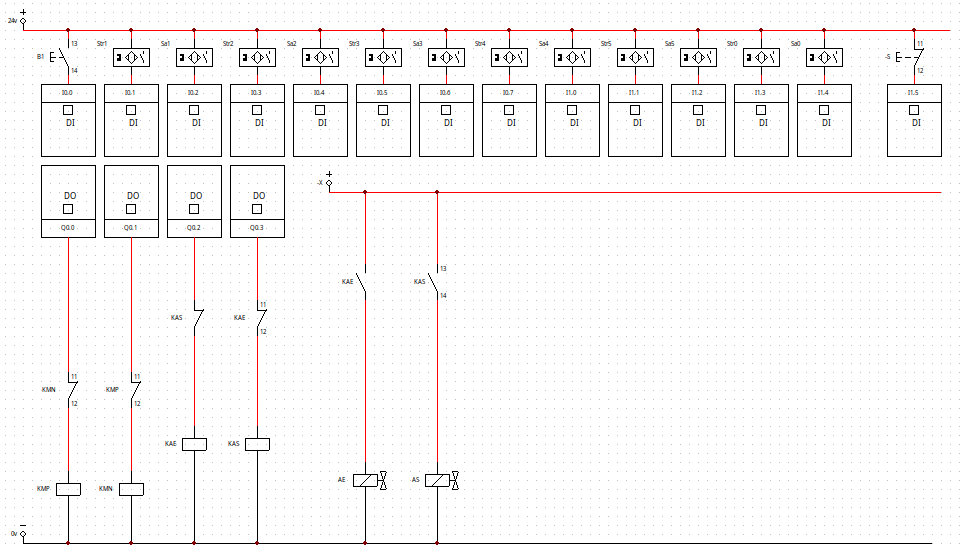 +
24v
13
B1
14
Str1
Sa1
Str2
Sa2
Str3
Sa3
Str4
Sa4
Str5
Sa5
Str0
Sa0
11
-S
12
I0.0 I0.1 I0.2 I0.3 I0.4 I0.5 I0.6 I0.7 I1.0 I1.1 I1.2 I1.3 I1.4 I1.5
DI DI DI DI DI DI DI DI DI DI DI DI DI DI
DO DO DO DO
Q0.0 Q0.1 Q0.2 Q0.3
+
-X
KAE
13
KAS
14
KAS
11
KAE
12
11
KMN
12
11
KMP
12
KAE
KAS
KMP
KMN
AE
AS
0v